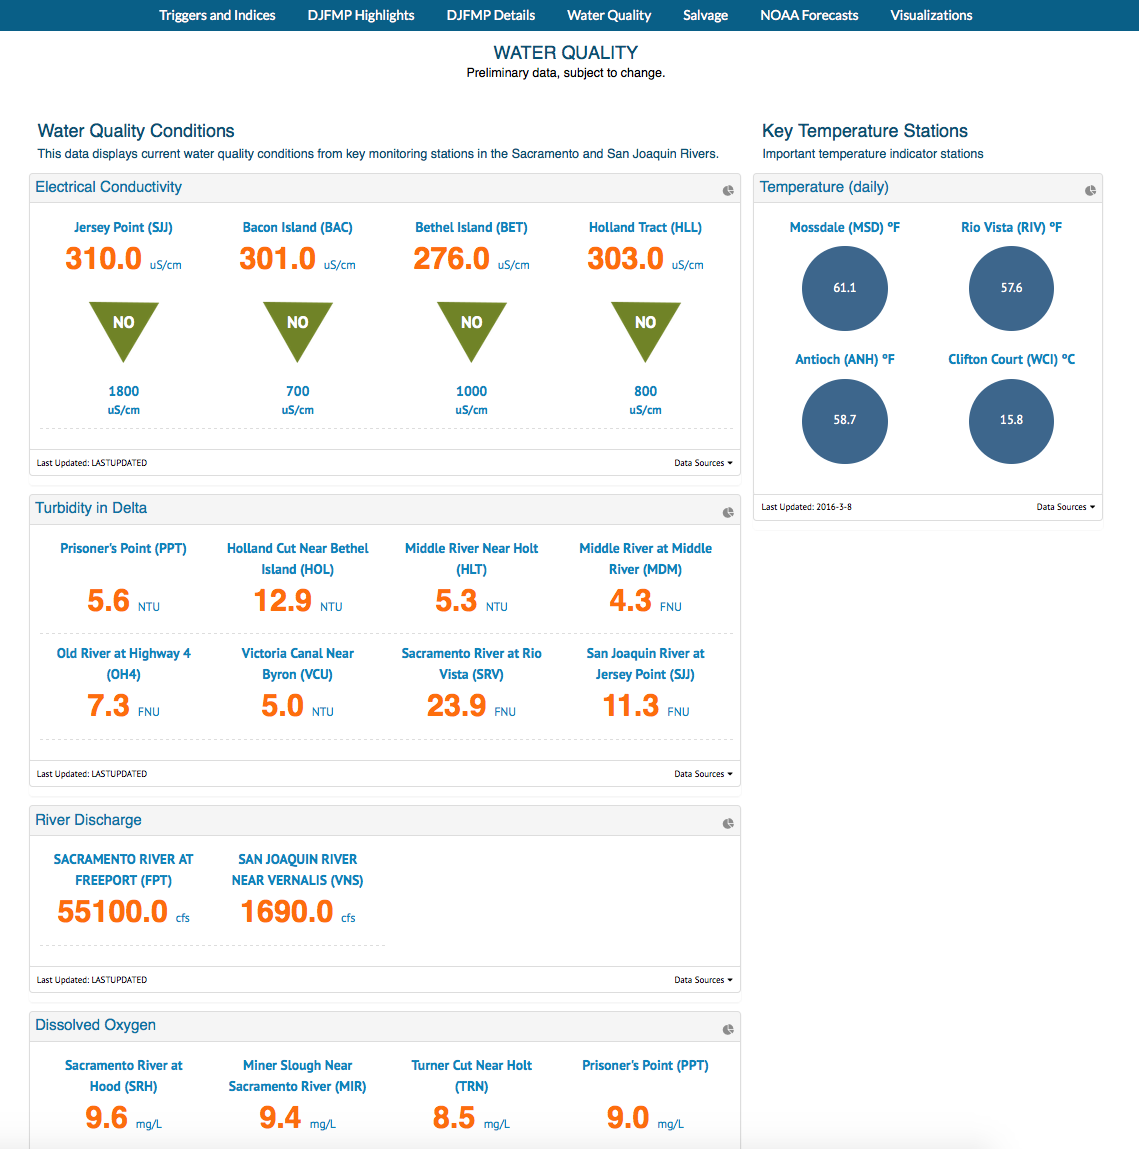 Triggers and Indices DJFMP Highlights DJFMP Details Water Quality Salvage NOAA Forecasts Visualizations
WATER QUALITY
Preliminary data, subject to change.
Water Quality Conditions
This data displays current water quality conditions from key monitoring stations in the Sacramento and San Joaquin Rivers.
Electrical Conductivity
Jersey Point (SJJ) Bacon Island (BAC) Bethel Island (BET) Holland Tract (HLL)
310.0 uS/cm 301.0 uS/cm 276.0 uS/cm 303.0 uS/cm
NO NO NO NO
1800 700 1000 800
uS/cm uS/cm uS/cm uS/cm
Last Updated: LASTUPDATED Data Sources
Turbidity in Delta
Prisoner's Point (PPT) Holland Cut Near Bethel Middle River Near Holt Middle River at Middle
Island (HOL) (HLT) River (MDM)
5.6 NTU 12.9 NTU 5.3 NTU 4.3 FNU
Old River at Highway 4 Victoria Canal Near Sacramento River at Rio San Joaquin River at
(OH4) Byron (VCU) Vista (SRV) Jersey Point (SJJ)
7.3 FNU 5.0 NTU 23.9 FNU 11.3 FNU
Last Updated: LASTUPDATED Data Sources
River Discharge
SACRAMENTO RIVER AT SAN JOAQUIN RIVER
FREEPORT (FPT) NEAR VERNALIS (VNS)
55100.0 cfs 1690.0 cfs
Last Updated: LASTUPDATED Data Sources
Dissolved Oxygen
Sacramento River at Miner Slough Near Turner Cut Near Holt Prisoner's Point (PPT)
Hood (SRH) Sacramento River (MIR) (TRN)
9.6 mg/L 9.4 mg/L 8.5 mg/L 9.0 mg/L
Key Temperature Stations
Important temperature indicator stations
Temperature (daily)
Mossdale (MSD) ºF Rio Vista (RIV) ºF
61.1 57.6
Antioch (ANH) ºF Clifton Court (WCI) ºC
58.7 15.8
Last Updated: 2016-3-8 Data Sources